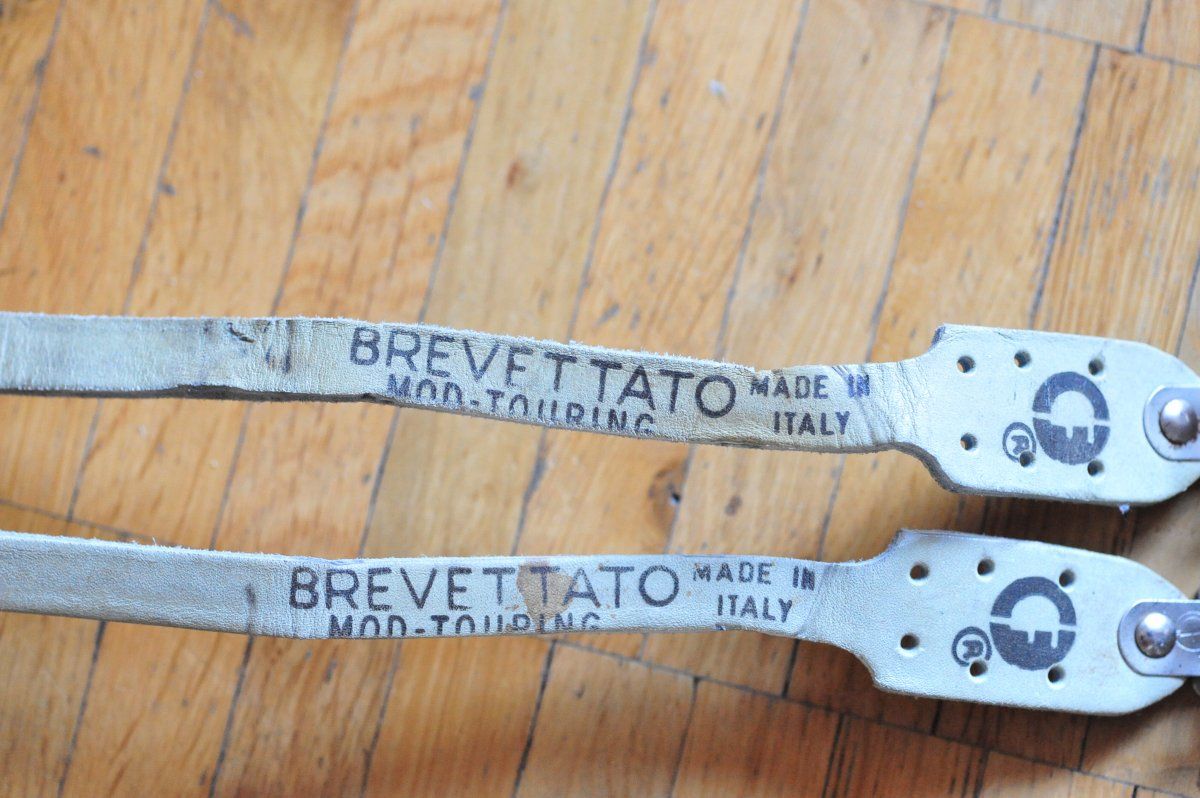 BREVETTATO
MOD-TOURING
MADE IN
ITALY
®
BREVETTATO
MOD-TOURING
MADE IN
ITALY
®